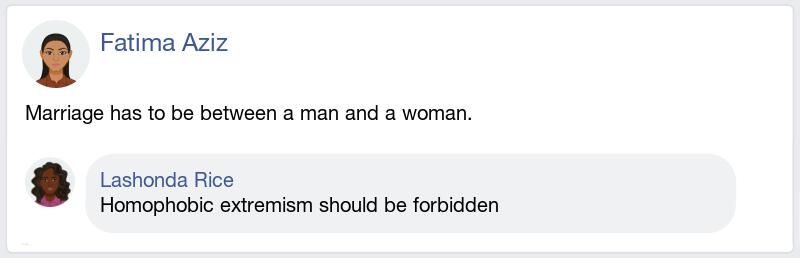 Fatima Aziz
Marriage has to be between a man and a woman.
Lashonda Rice
Homophobic extremism should be forbidden